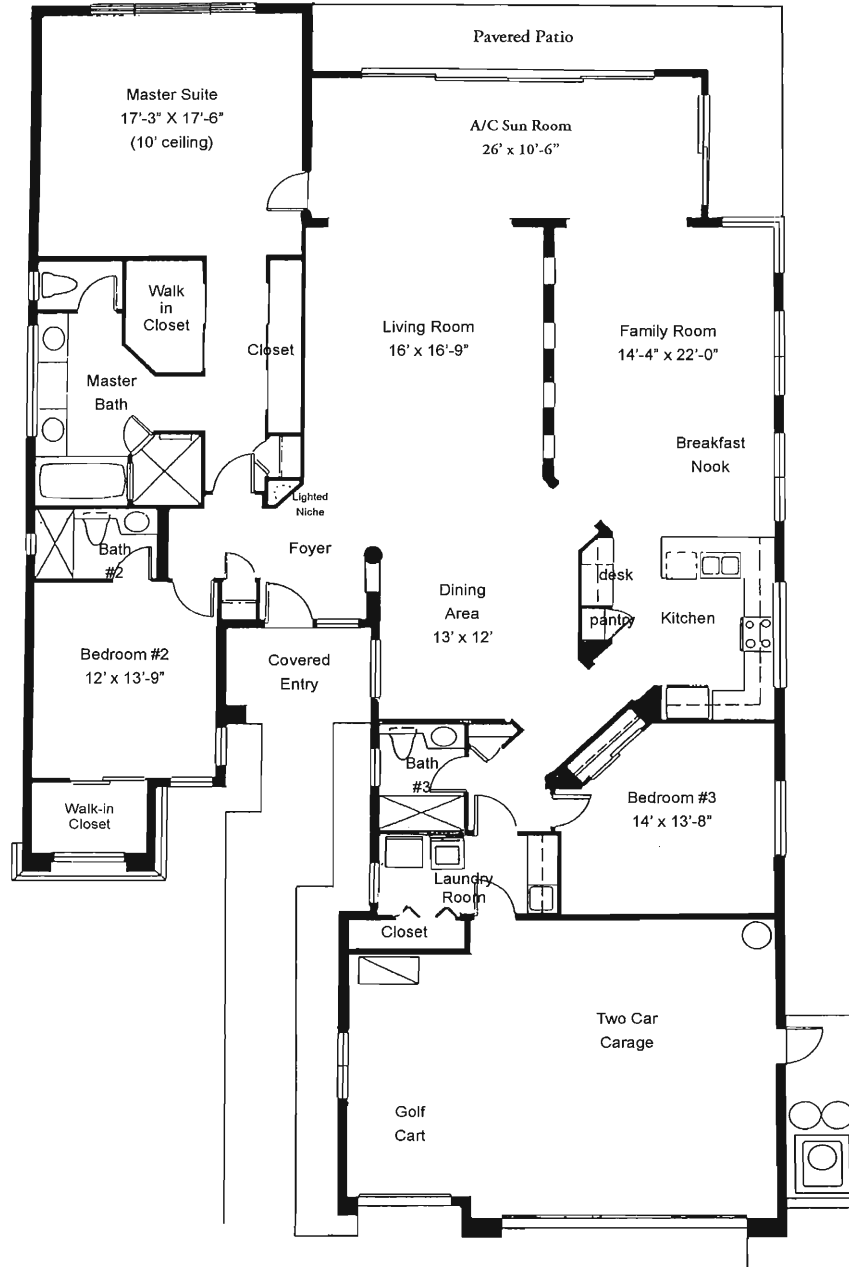 Pavered Patio
Master Suite
17'-3" X 17'-6"
(10' ceiling)
A/C Sun Room
26' x 10'-6"
Walk
in
Closet
Closet
Living Room
16' x 16'-9"
Family Room
14'-4" x 22'-0"
Master
Bath
Breakfast
Nook
Lighted
Niche
Foyer
Bath
#2
desk
Dining
Area
13' x 12'
pantry
Kitchen
Bedroom #2
12' x 13'-9"
Covered
Entry
Bath
#3
Walk-in
Closet
Bedroom #3
14' x 13'-8"
Laundry
Room
Closet
Two Car
Carage
Golf
Cart